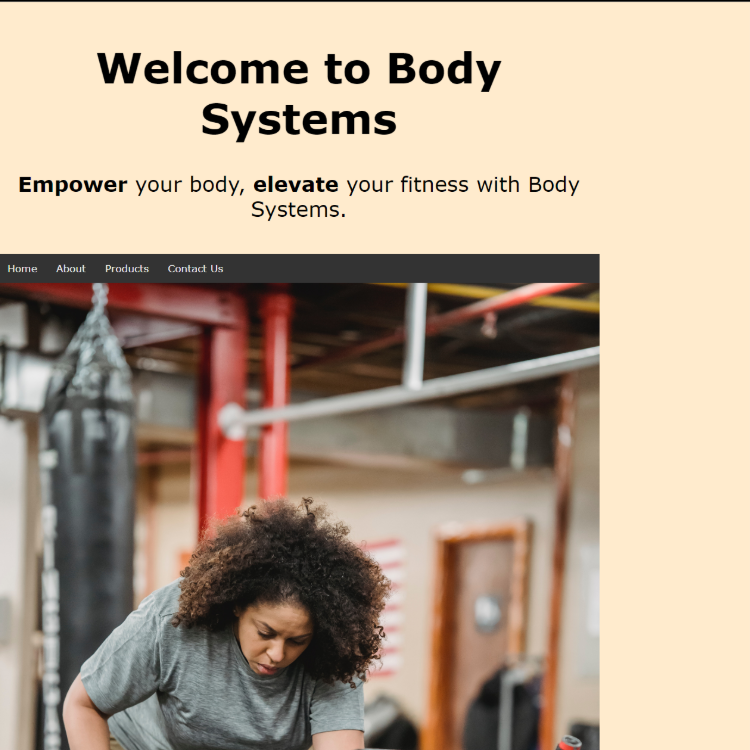 Welcome to Body
Systems
Empower your body, elevate your fitness with Body
Systems.
Home About Products Contact Us